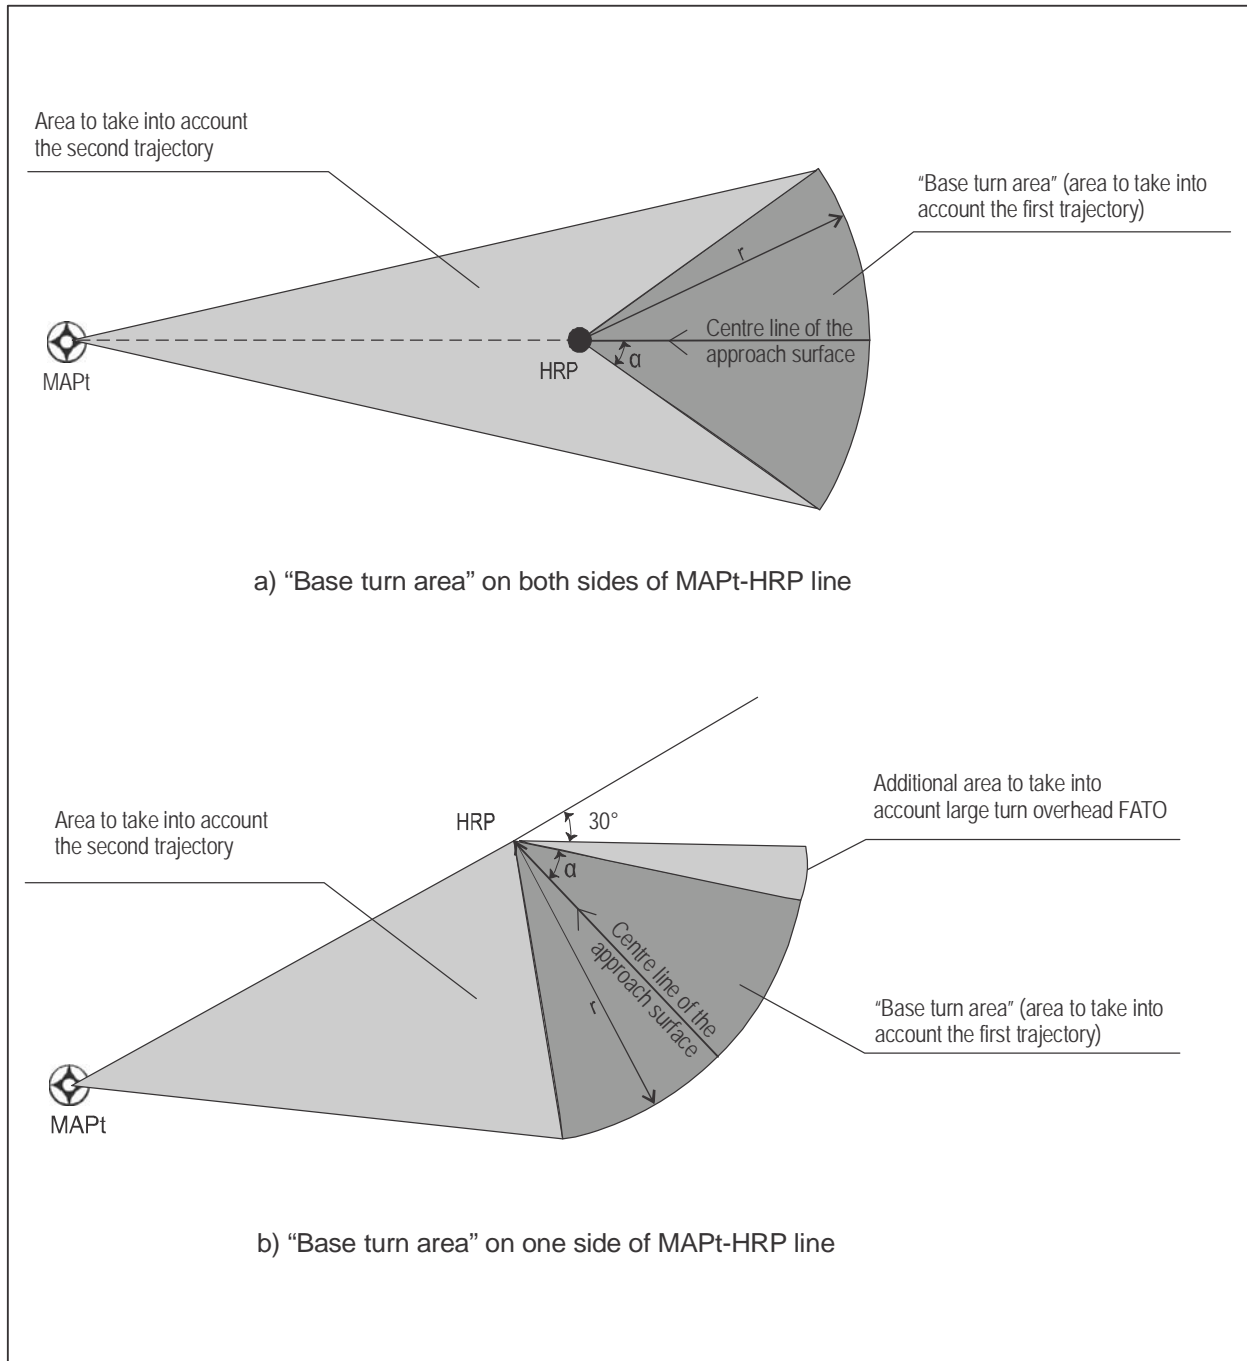 Area to take into account
the second trajectory
“Base turn area” (area to take into
account the first trajectory)
r
Centre line of the
approach surface
α
HRP
MAPt
a) “Base turn area” on both sides of MAPt-HRP line
Additional area to take into
account large turn overhead FATO
Area to take into account
the second trajectory
HRP
30°
α
Centre line of the
approach surface
r
“Base turn area” (area to take into
account the first trajectory)
MAPt
b) “Base turn area” on one side of MAPt-HRP line